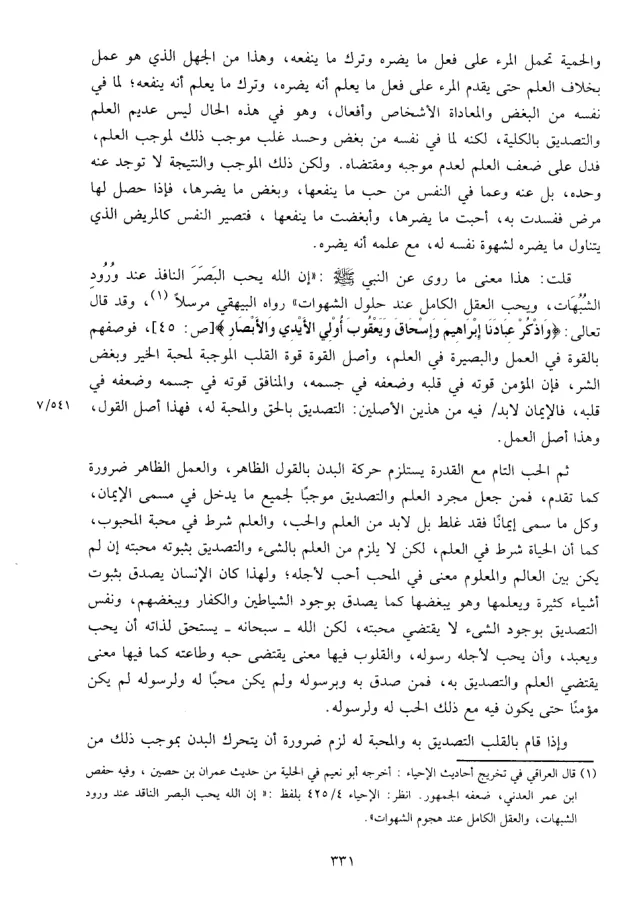 والحمية تحمل المرء على فعل ما يضره وترك ما ينفعه، وهذا من الجهل الذي هو عمل
بخلاف العلم حتى يقدم المرء على فعل ما يعلم أنه يضره، وترك ما يعلم أنه ينفعه؛ لما في
نفسه من البغض والمعاداة الأشخاص وأفعال، وهو في هذه الحال ليس عديم العلم
والتصديق بالكلية، لكنه لما في نفسه من بغض وحسد غلب موجب ذلك لموجب العلم،
فدل على ضعف العلم لعدم موجبه ومقتضاه. ولكن ذلك الموجب والنتيجة لا توجد عنه
وحده، بل عنه وعما في النفس من حب ما ينفعها، وبغض ما يضرها، فإذا حصل لها
مرض ففسدت به، أحبت ما يضرها، وأبغضت ما ينفعها ، فتصير النفس كالمريض الذي
يتناول ما يضره لشهوة نفسه له، مع علمه أنه يضره.
قلت: هذا معنى ما روى عن النبي ﷺ :«إن الله يحب البَصَرَ النافذ عند وُرُودِ
الشُبُهَات، ويحب العقل الكامل عند حلول الشهوات» رواه البيهقي مرسلاً (١)، وقد قال
تعالى: ﴿وَاذْكُرْ عِبَادَنَا إِبْرَاهِيمَ وَإِسْحَاقَ وَيَعْقُوبَ أُوْلِي الأَيْدِي وَالأَبْصَارِ ﴾[ص: ٤٥]، فوصفهم
بالقوة في العمل والبصيرة في العلم، وأصل القوة قوة القلب الموجبة لمحبة الخير وبغض
الشر، فإن المؤمن قوته في قلبه وضعفه في جسمه، والمنافق قوته في جسمه وضعفه في
قلبه، فالإيمان لابد/ فيه من هذين الأصلين: التصديق بالحق والمحبة له، فهذا أصل القول، ٧/٥٤١
وهذا أصل العمل.
ثم الحب التام مع القدرة يستلزم حركة البدن بالقول الظاهر، والعمل الظاهر ضرورة
كما تقدم، فمن جعل مجرد العلم والتصديق موجبًا لجميع ما يدخل في مسمى الإيمان،
وكل ما سمى إيمانًا فقد غلط بل لابد من العلم والحب، والعلم شرط في محبة المحبوب،
كما أن الحياة شرط في العلم، لكن لا يلزم من العلم بالشىء والتصديق بثبوته محبته إن لم
يكن بين العالم والمعلوم معنى في المحب أحب لأجله؛ ولهذا كان الإنسان يصدق بثبوت
أشياء كثيرة ويعلمها وهو يبغضها كما يصدق بوجود الشياطين والكفار ويبغضهم، ونفس
التصديق بوجود الشىء لا يقتضي محبته، لكن الله ـ سبحانه ـ يستحق لذاته أن يحب
ويعبد، وأن يحب لأجله رسوله، والقلوب فيها معنى يقتضى حبه وطاعته كما فيها معنى
يقتضي العلم والتصديق به، فمن صدق به وبرسوله ولم يكن محبًا له ولرسوله لم يكن
مؤمنًا حتى يكون فيه مع ذلك الحب له ولرسوله.
وإذا قام بالقلب التصديق به والمحبة له لزم ضرورة أن يتحرك البدن بموجب ذلك من
(١) قال العراقي في تخريج أحاديث الإحياء : أخرجه أبو نعيم في الحلية من حديث عمران بن حصين ، وفيه حفص
ابن عمر العدني، ضعفه الجمهور. انظر: الإحياء ٤/ ٤٢٥ بلفظ :« إن الله يحب البصر الناقد عند ورود
الشبهات، والعقل الكامل عند هجوم الشهوات».
٣٣١